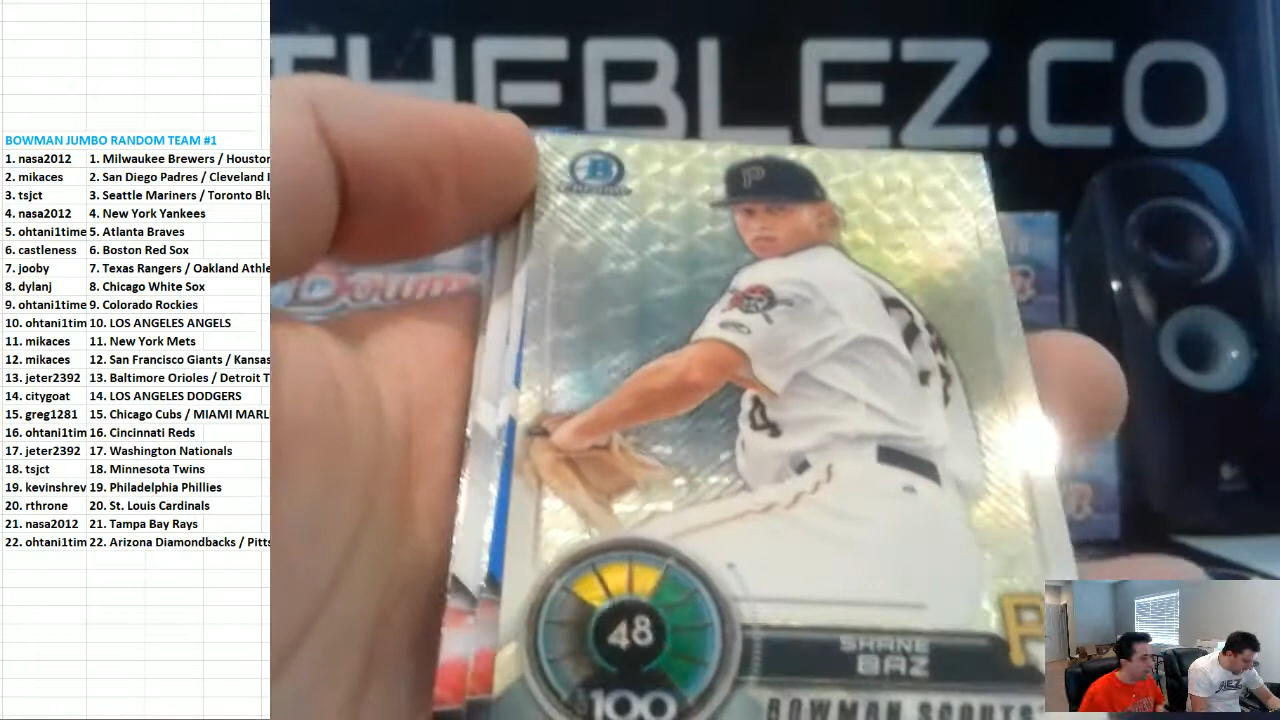 THEBLEZ.CO
BOWMAN JUMBO RANDOM TEAM #1
1. nasa2012 1. Milwaukee Brewers / Houston
2. mikaces 2. San Diego Padres / Cleveland I
3. tsjct 3. Seattle Mariners / Toronto Blu
4. nasa2012 4. New York Yankees
5. ohtani1time 5. Atlanta Braves
6. castleness 6. Boston Red Sox
7. jooby 7. Texas Rangers / Oakland Athle
8. dylanj 8. Chicago White Sox
9. ohtani1time 9. Colorado Rockies
10. ohtani1tim 10. LOS ANGELES ANGELS
11. mikaces 11. New York Mets
12. mikaces 12. San Francisco Giants / Kansas
13. jeter2392 13. Baltimore Orioles / Detroit T
14. citygoat 14. LOS ANGELES DODGERS
15. greg1281 15. Chicago Cubs / MIAMI MARL
16. ohtani1tim 16. Cincinnati Reds
17. jeter2392 17. Washington Nationals
18. tsjct 18. Minnesota Twins
19. kevinshrev 19. Philadelphia Phillies
20. rthrone 20. St. Louis Cardinals
21. nasa2012 21. Tampa Bay Rays
22. ohtani1tim 22. Arizona Diamondbacks / Pitts
B
CHROME
P
Bowman
48
100
SHANE
BAZ
BOWMAN SCOUTS'
P